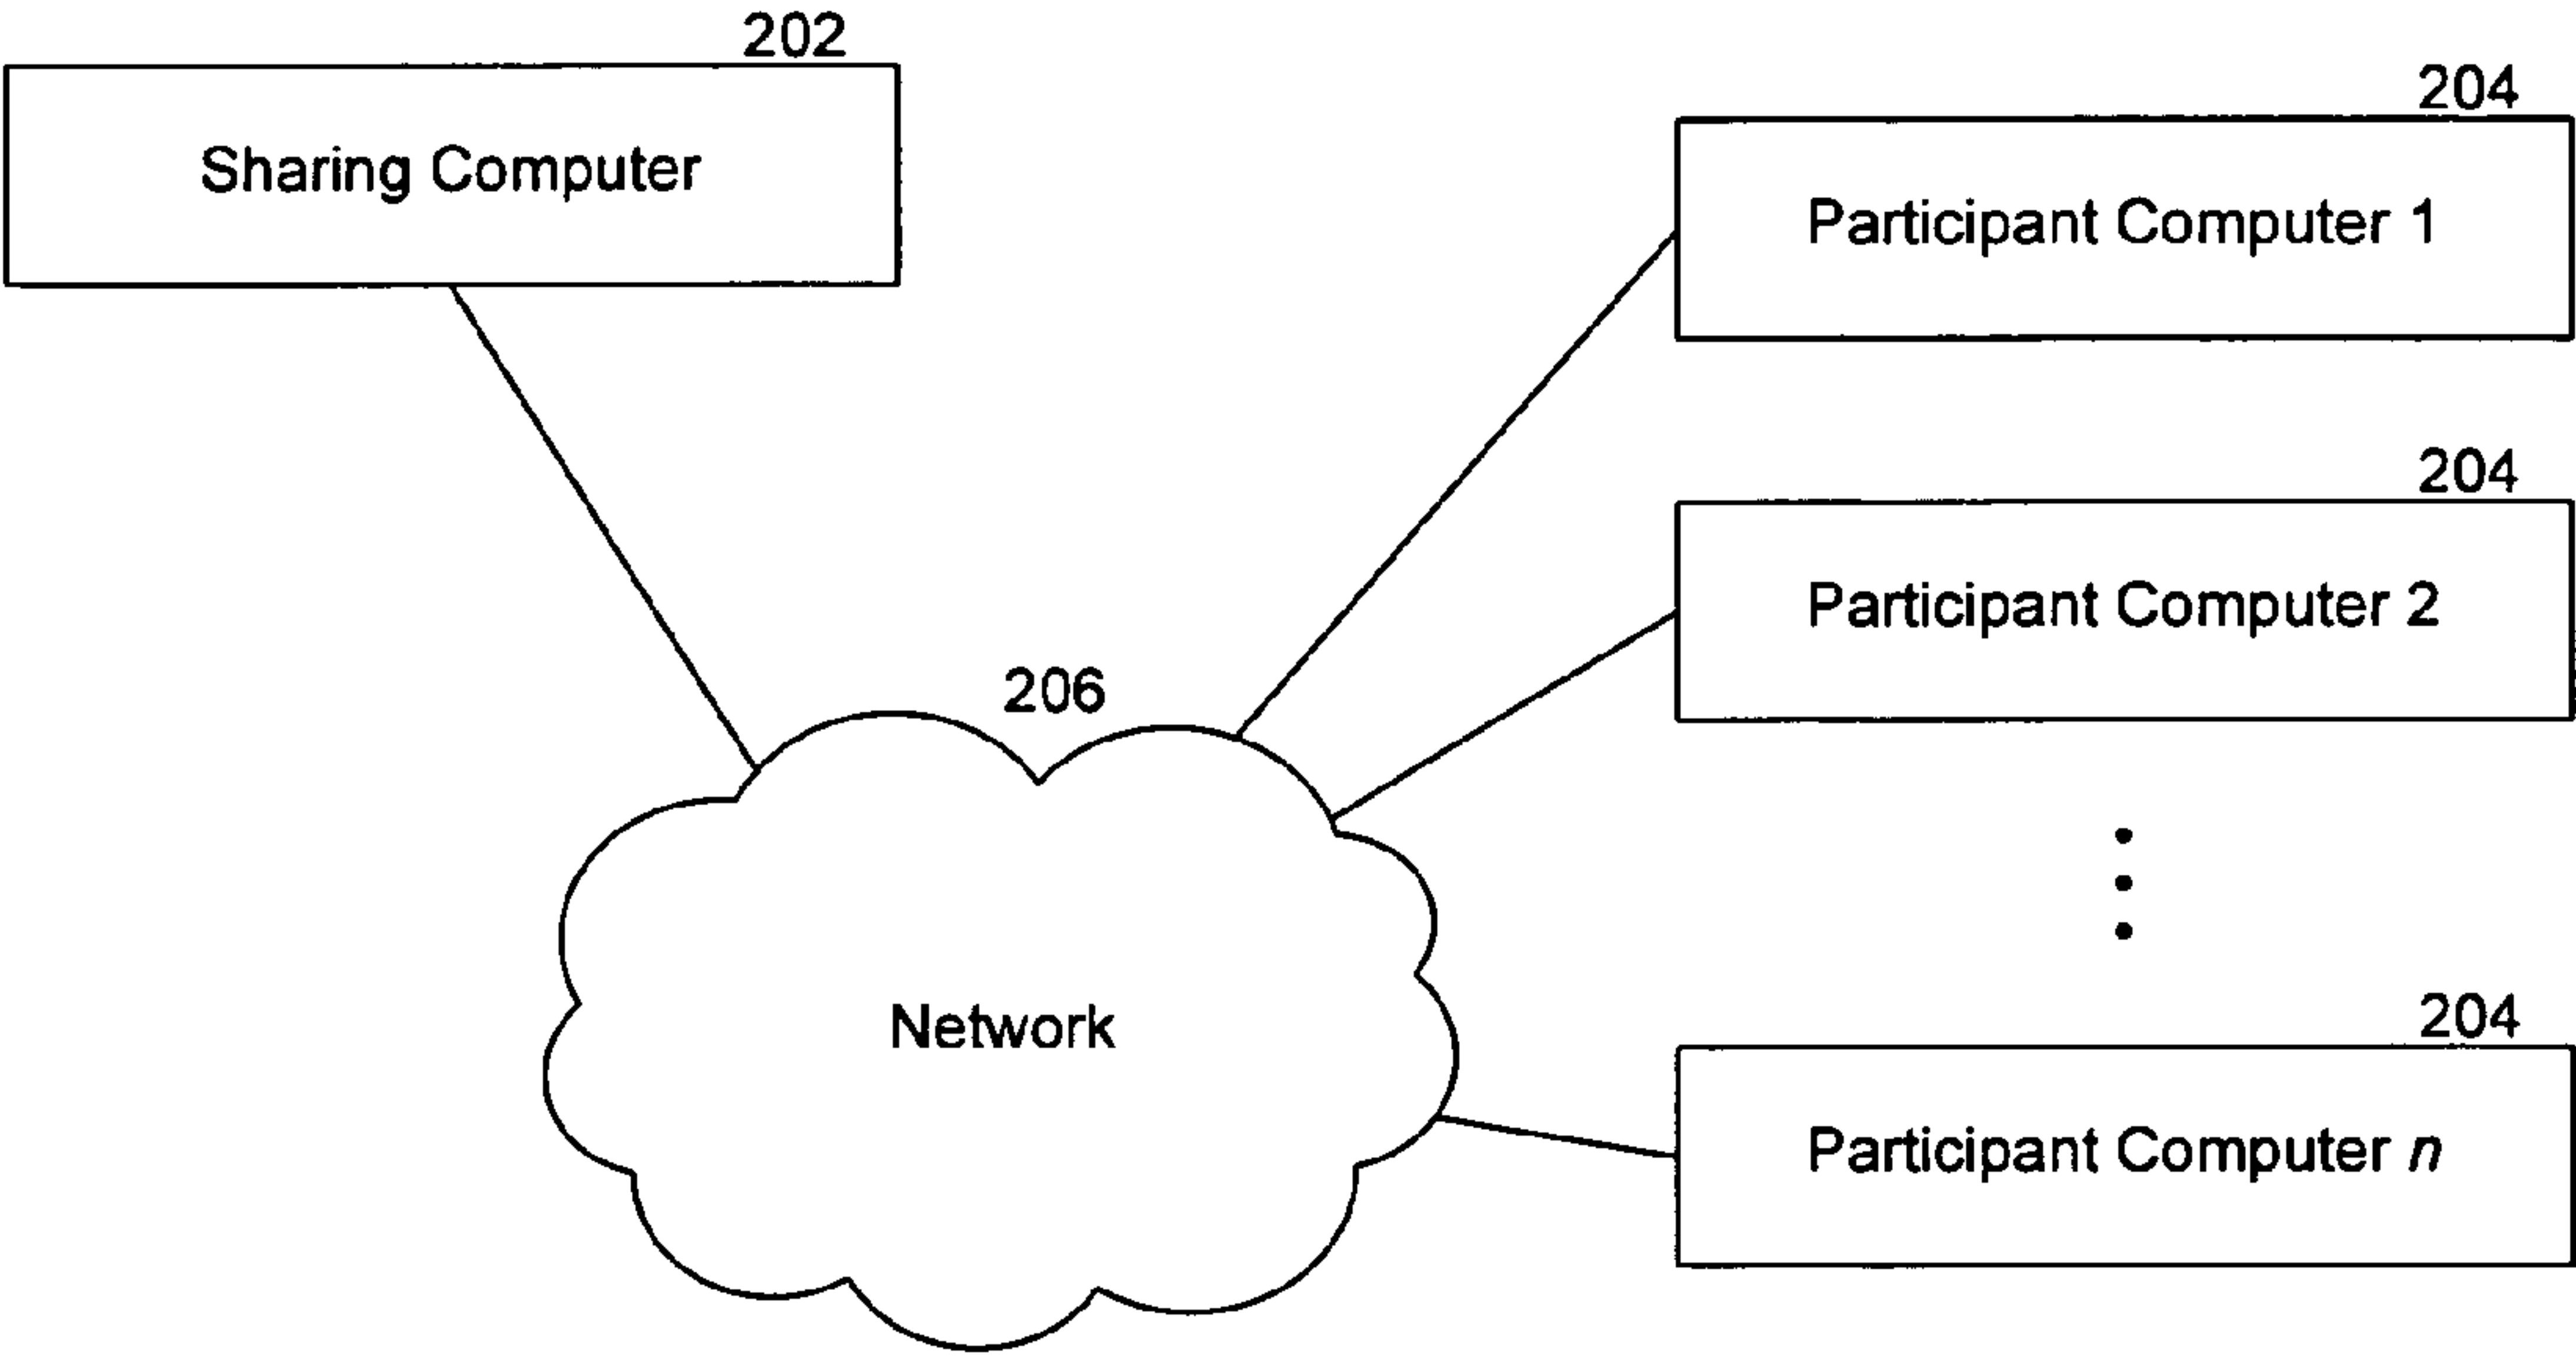 202
Sharing Computer
204
Participant Computer 1
204
Participant Computer 2
206
Network
204
Participant Computer n